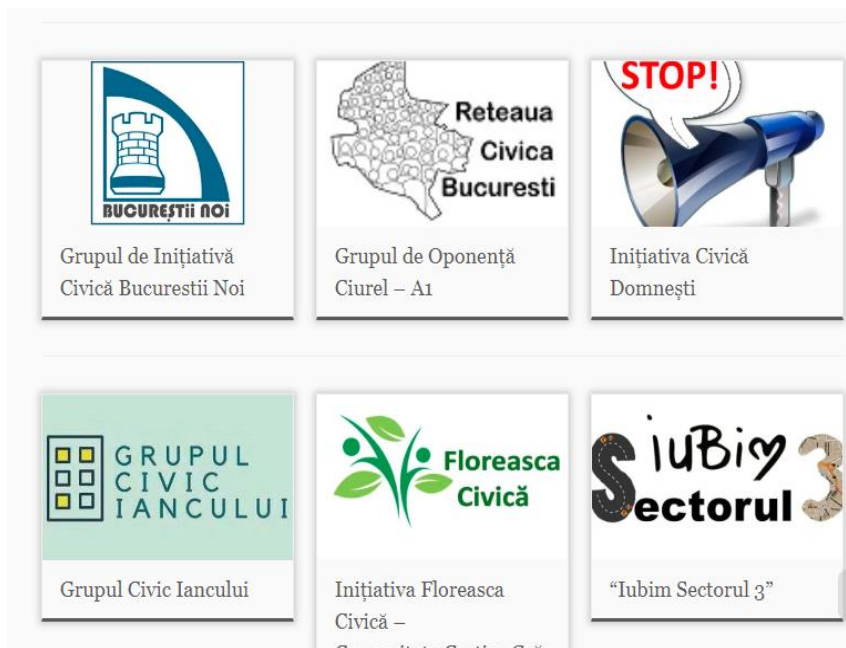 BUCUREȘTii NOi
Reteaua
Civica
Bucuresti
STOP!
Grupul de Inițiativă
Civică Bucurestii Noi
Grupul de Oponență
Ciurel – A1
Inițiativa Civică
Domnești
GRUPUL
CIVIC
IANCULUI
Floreasca
Civică
iubim
Sectorul 3
Grupul Civic Iancului
Inițiativa Floreasca
Civică –
“Iubim Sectorul 3”